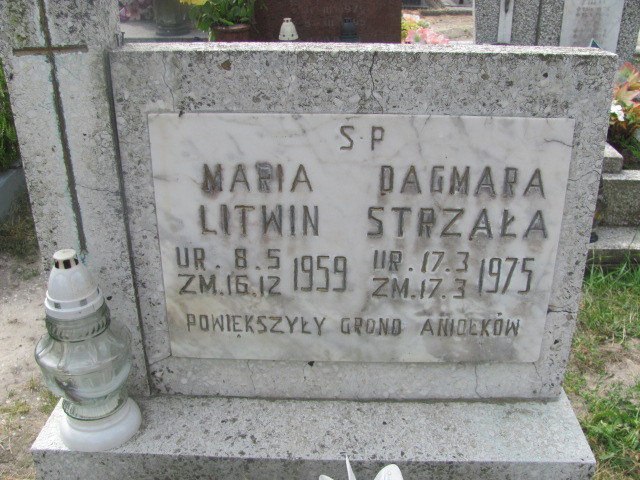 S.P
MARIA LITWIN
UR. 8.5 1959
ZM. 16.12
DAGMARA STRZAŁA
UR. 17.3 1975
ZM. 17.3
POWIĘKSZYŁY GRONO ANIOŁKÓW